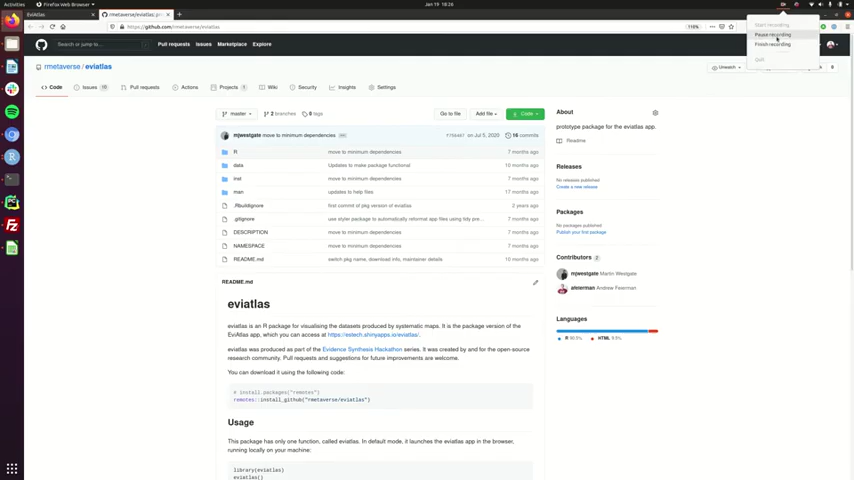 Activities
FireFox Web Browser
Jan 19 18:26
EviAtlas
rmetaverse/eviatlas: pr
https://github.com/rmetaverse/eviatlas
110%
Start recording
Pause recording
Finish recording
Quit
Search or jump to...
Pull requests
Issues
Marketplace
Explore
rmetaverse / eviatlas
Unwatch
Code
Issues
Pull requests
Actions
Projects 1
Wiki
Security
Insights
Settings
master
2 branches
0 tags
Go to file
Add file
Code
mjwestgate move to minimum dependencies
on Jul 5, 2020
16 commits
R
move to minimum dependencies
7 months ago
data
Updates to make package functional
inst
move to minimum dependencies
7 months ago
man
updates to help files
17 months ago
.Rbuildignore
first commit of pkg version of eviatlas
2 years ago
.gitignore
use styler package to automatically reformat app files using tidy pre...
7 months ago
DESCRIPTION
move to minimum dependencies
7 months ago
NAMESPACE
move to minimum dependencies
7 months ago
README.md
switch pkg name, download info, maintainer details
10 months ago
README.md
eviatlas
eviatlas is an R package for visualising the datasets produced by systematic maps. It is the package version of the
EviAtlas app, which you can access at https://estech.shinyapps.io/eviatlas/.
eviatlas was produced as part of the Evidence Synthesis Hackathon series. It was created by and for the open-source
research community. Pull requests and suggestions for future improvements are welcome.
You can download it using the following code:
# install.packages("remotes")
remotes::install_github("rmetaverse/eviatlas")
Usage
This package has only one function, called eviatlas. In default mode, it launches the eviatlas app in the browser,
running locally on your machine:
library(eviatlas)
eviatlas()
About
prototype package for the eviatlas app.
Readme
Releases
No releases published
Create a new release
Packages
No packages published
Publish your first package
Contributors 2
mjwestgate Martin Westgate
afeierman Andrew Feierman
Languages
R
HTML